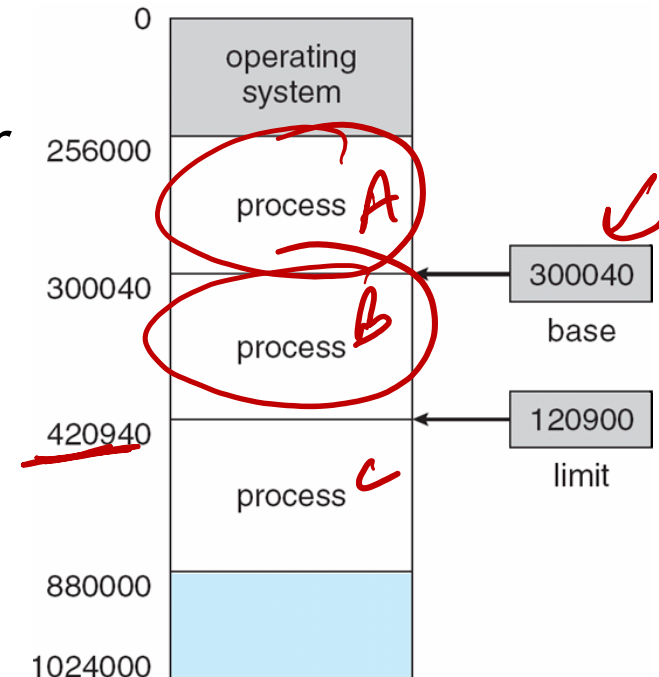 0
operating
system
256000
process A
300040
300040
base
process B
420940
120900
limit
process C
880000
1024000